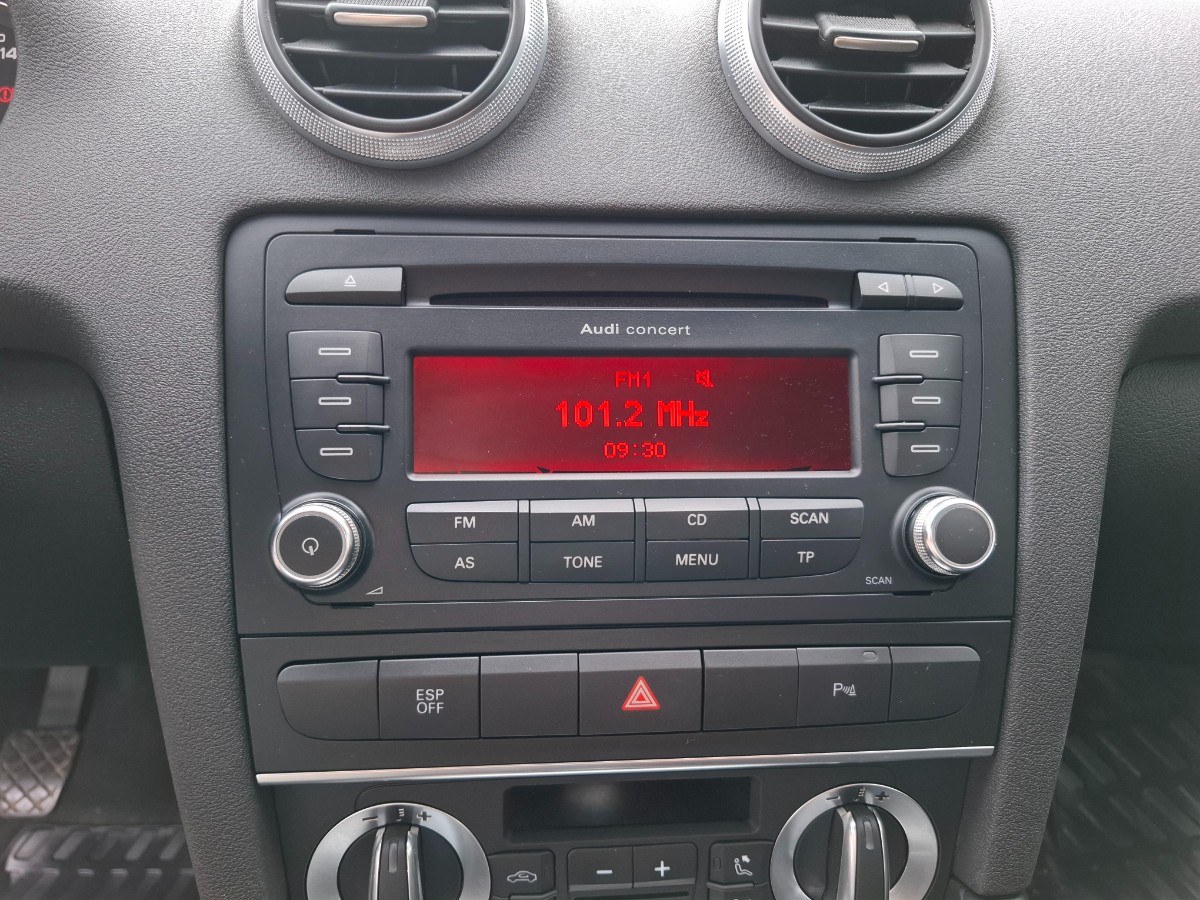 14
Audi concert
FM1
101.2 MHz
09:30
FM AM CD SCAN
AS TONE MENU TP
SCAN
ESP
OFF
P
- + - +
- +